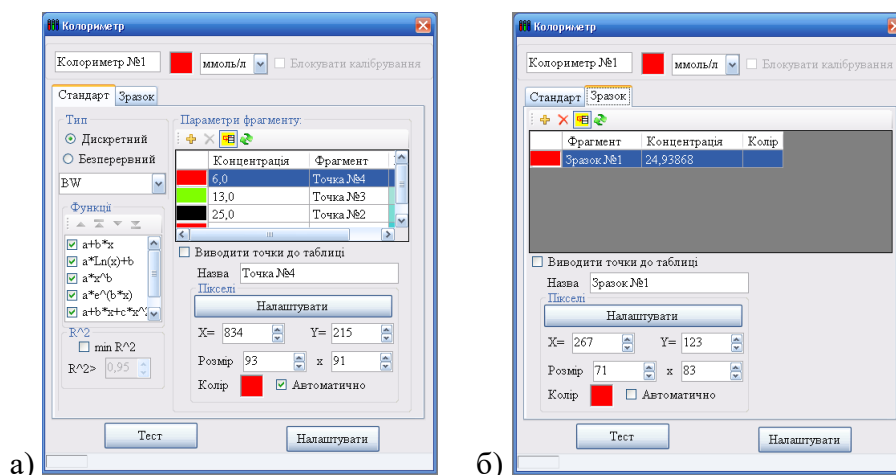 Колориметр
Колориметр №1 ммоль/л Блокувати калібрування
Стандарт Зразок
Тип
Дискретний
Безперервний
BW
Функції
a+b*x
a*Ln(x)+b
a*x^b
a*e^(b*x)
a+b*x+c*x^
R^2
min R^2
R^2> 0,95
Параметри фрагменту:
Концентрація Фрагмент
6,0 Точка №4
13,0 Точка №3
25,0 Точка №2
Виводити точки до таблиці
Назва Точка №4
Пікселі
Налаштувати
X= 834 Y= 215
Розмір 93 x 91
Колір Автоматично
Тест Налаштувати
а)
Колориметр
Колориметр №1 ммоль/л Блокувати калібрування
Стандарт Зразок
Фрагмент Концентрація Колір
Зразок №1 24,93868
Виводити точки до таблиці
Назва Зразок №1
Пікселі
Налаштувати
X= 267 Y= 123
Розмір 71 x 83
Колір Автоматично
Тест Налаштувати
б)